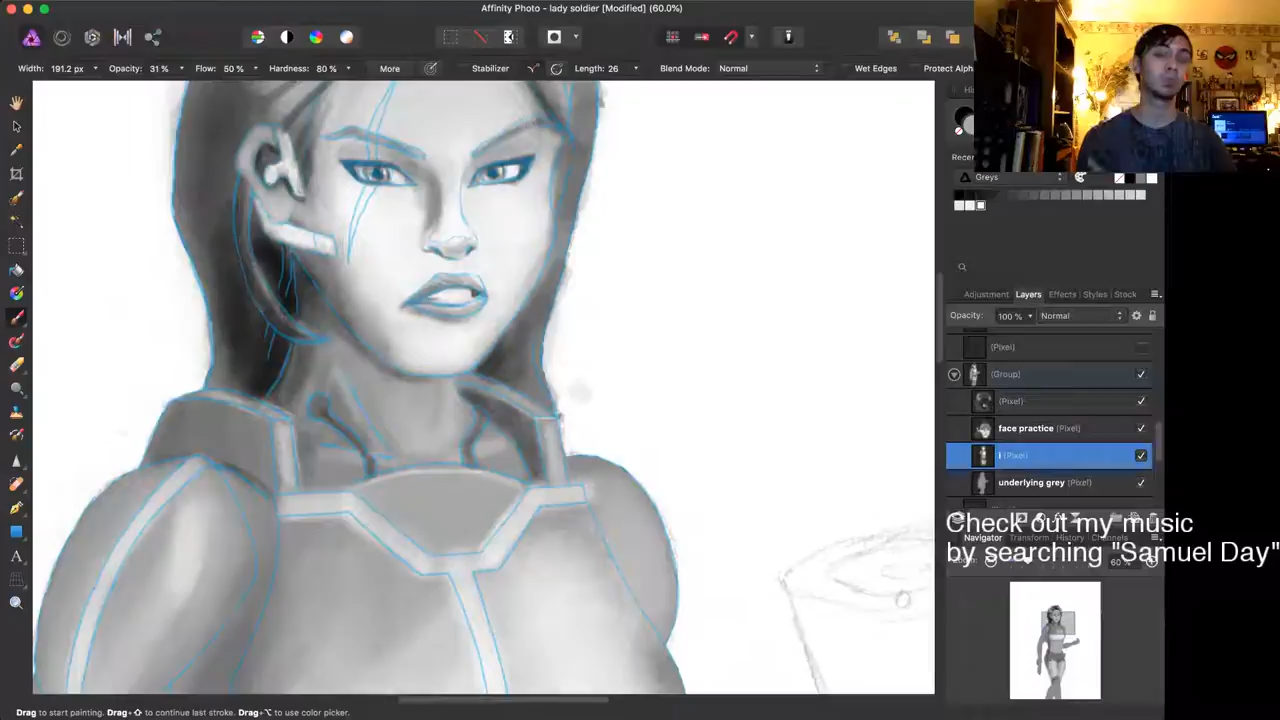 Affinity Photo - lady soldier [Modified] (60.0%)
Width: 191.2 px Opacity: 31 % Flow: 50 % Hardness: 80 % More Stabilizer Length: 26 Blend Mode: Normal Wet Edges Protect Alph
Greys
Adjustment Layers Effects Styles Stock
Opacity: 100 % Normal
(Pixel)
(Group)
(Pixel)
face practice (Pixel)
l (Pixel)
underlying grey (Pixel)
Check out my music
Navigator Transform History Channels
by searching "Samuel Day"
60 %
Drag to start painting. Drag+⇧ to continue last stroke. Drag+⌥ to use color picker.